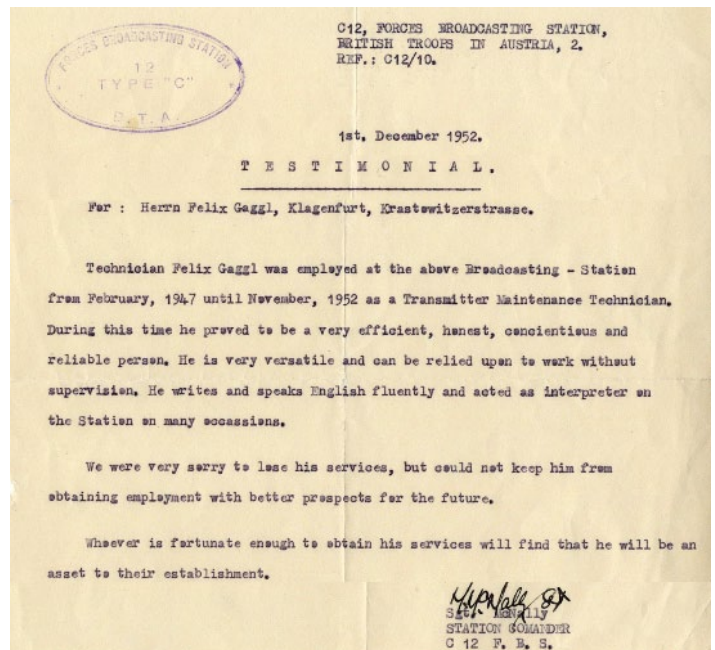 FORCES BROADCASTING STATION
12
TYPE "C"
B.T.A.
C12, FORCES BROADCASTING STATION,
BRITISH TROOPS IN AUSTRIA, 2.
REF.: C12/10.
1st. December 1952.
T E S T I M O N I A L.
For : Herrn Felix Gaggl, Klagenfurt, Krastowitzerstrasse.
Technician Felix Gaggl was employed at the above Broadcasting - Station
from February, 1947 until November, 1952 as a Transmitter Maintenance Technician.
During this time he proved to be a very efficient, honest, concientious and
reliable person. He is very versatile and can be relied upon to work without
supervision. He writes and speaks English fluently and acted as interpreter on
the Station on many occassions.
We were very sorry to lose his services, but could not keep him from
obtaining employment with better prospects for the future.
Whoever is fortunate enough to obtain his services will find that he will be an
asset to their establishment.
Sgt. McNally
STATION COMANDER
C 12 F. B. S.